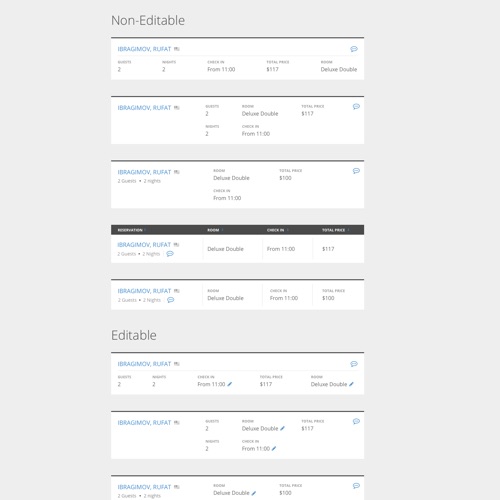 Non-Editable
IBRAGIMOV, RUFAT
GUESTS NIGHTS CHECK IN TOTAL PRICE ROOM
2 2 From 11:00 $117 Deluxe Double
IBRAGIMOV, RUFAT
GUESTS ROOM TOTAL PRICE
2 Deluxe Double $117
NIGHTS CHECK IN
2 From 11:00
IBRAGIMOV, RUFAT
2 Guests • 2 nights
ROOM TOTAL PRICE
Deluxe Double $100
CHECK IN
From 11:00
RESERVATION ROOM CHECK IN TOTAL PRICE
IBRAGIMOV, RUFAT
2 Guests • 2 Nights
Deluxe Double From 11:00 $117
IBRAGIMOV, RUFAT
2 Guests • 2 Nights
ROOM CHECK IN TOTAL PRICE
Deluxe Double From 11:00 $100
Editable
IBRAGIMOV, RUFAT
GUESTS NIGHTS CHECK IN TOTAL PRICE ROOM
2 2 From 11:00 $117 Deluxe Double
IBRAGIMOV, RUFAT
GUESTS ROOM TOTAL PRICE
2 Deluxe Double $117
NIGHTS CHECK IN
2 From 11:00
IBRAGIMOV, RUFAT
2 Guests • 2 nights
ROOM TOTAL PRICE
Deluxe Double $100